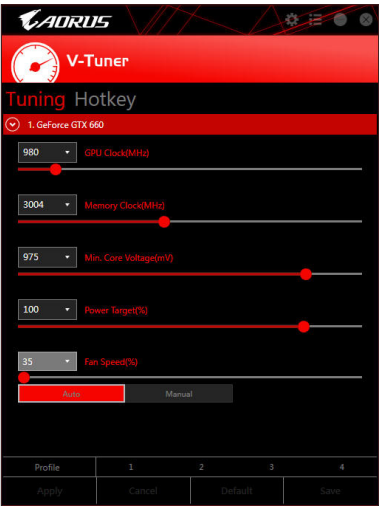 AORUS
V-Tuner
Tuning Hotkey
1. GeForce GTX 660
980 GPU Clock(MHz)
3004 Memory Clock(MHz)
975 Min. Core Voltage(mV)
100 Power Target(%)
35 Fan Speed(%)
Auto Manual
Profile 1 2 3 4
Apply Cancel Default Save